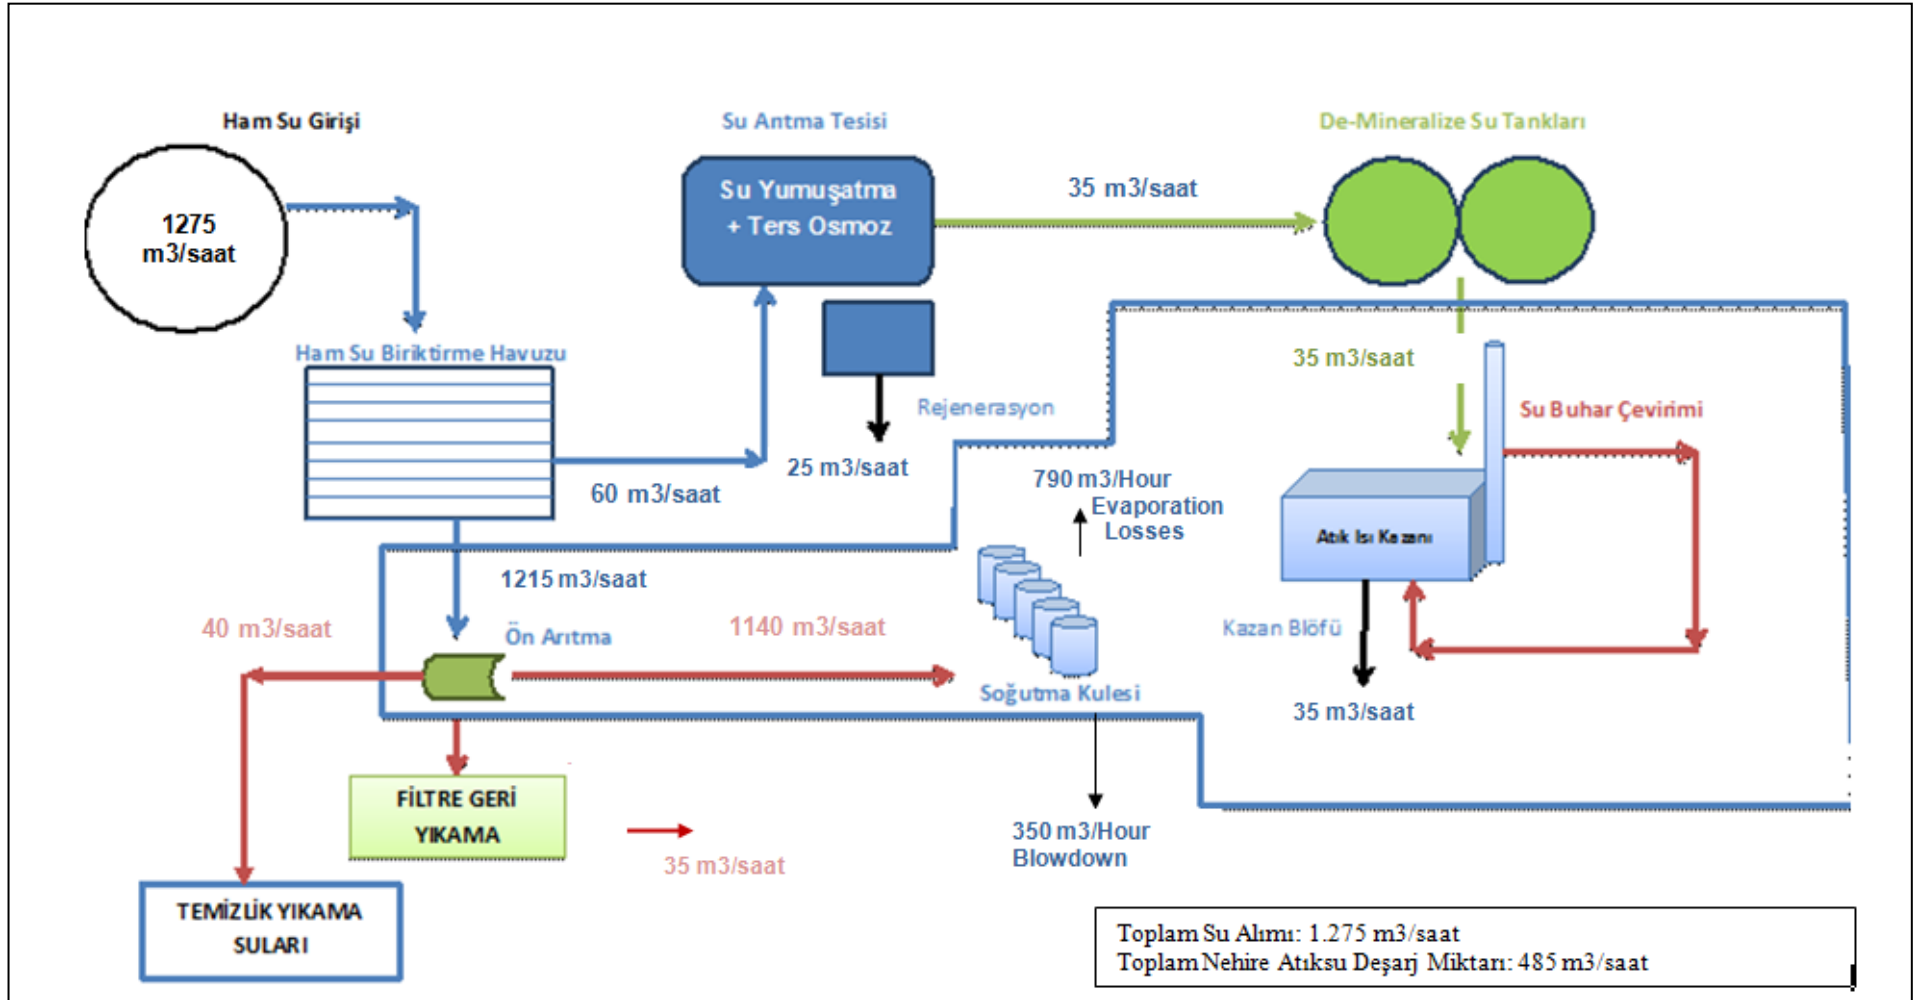 Ham Su Girişi
Su Arıtma Tesisi
De-Mineralize Su Tankları
1275
m3/saat
Su Yumuşatma
+ Ters Osmoz
35 m3/saat
Ham Su Biriktirme Havuzu
35 m3/saat
Rejenerasyon
Su Buhar Çevirimi
25 m3/saat
60 m3/saat
790 m3/Hour
Evaporation
Losses
Atık Isı Kazanı
1215 m3/saat
40 m3/saat
Ön Arıtma
1140 m3/saat
Kazan Blöfü
Soğutma Kulesi
35 m3/saat
FİLTRE GERİ
YIKAMA
35 m3/saat
350 m3/Hour
Blowdown
TEMİZLİK YIKAMA
SULARI
Toplam Su Alımı: 1.275 m3/saat
Toplam Nehire Atıksu Deşarj Miktarı: 485 m3/saat